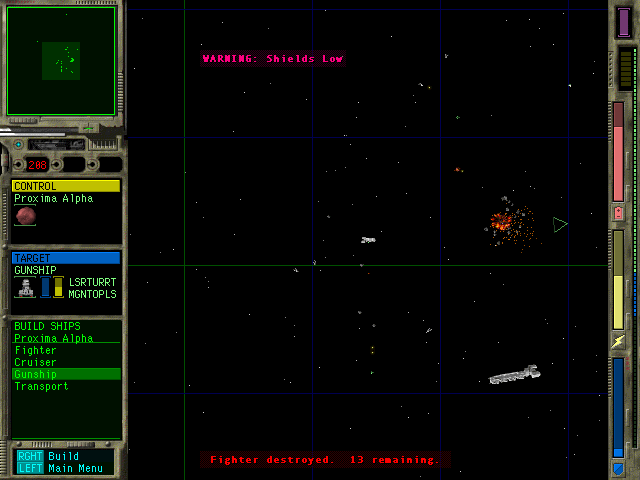 WARNING: Shields Low
208
CONTROL
Proxima Alpha
TARGET
GUNSHIP
LSRTURRT
MGNTOPLS
BUILD SHIPS
Proxima Alpha
Fighter
Cruiser
Gunship
Transport
RGHT Build
LEFT Main Menu
Fighter destroyed. 13 remaining.